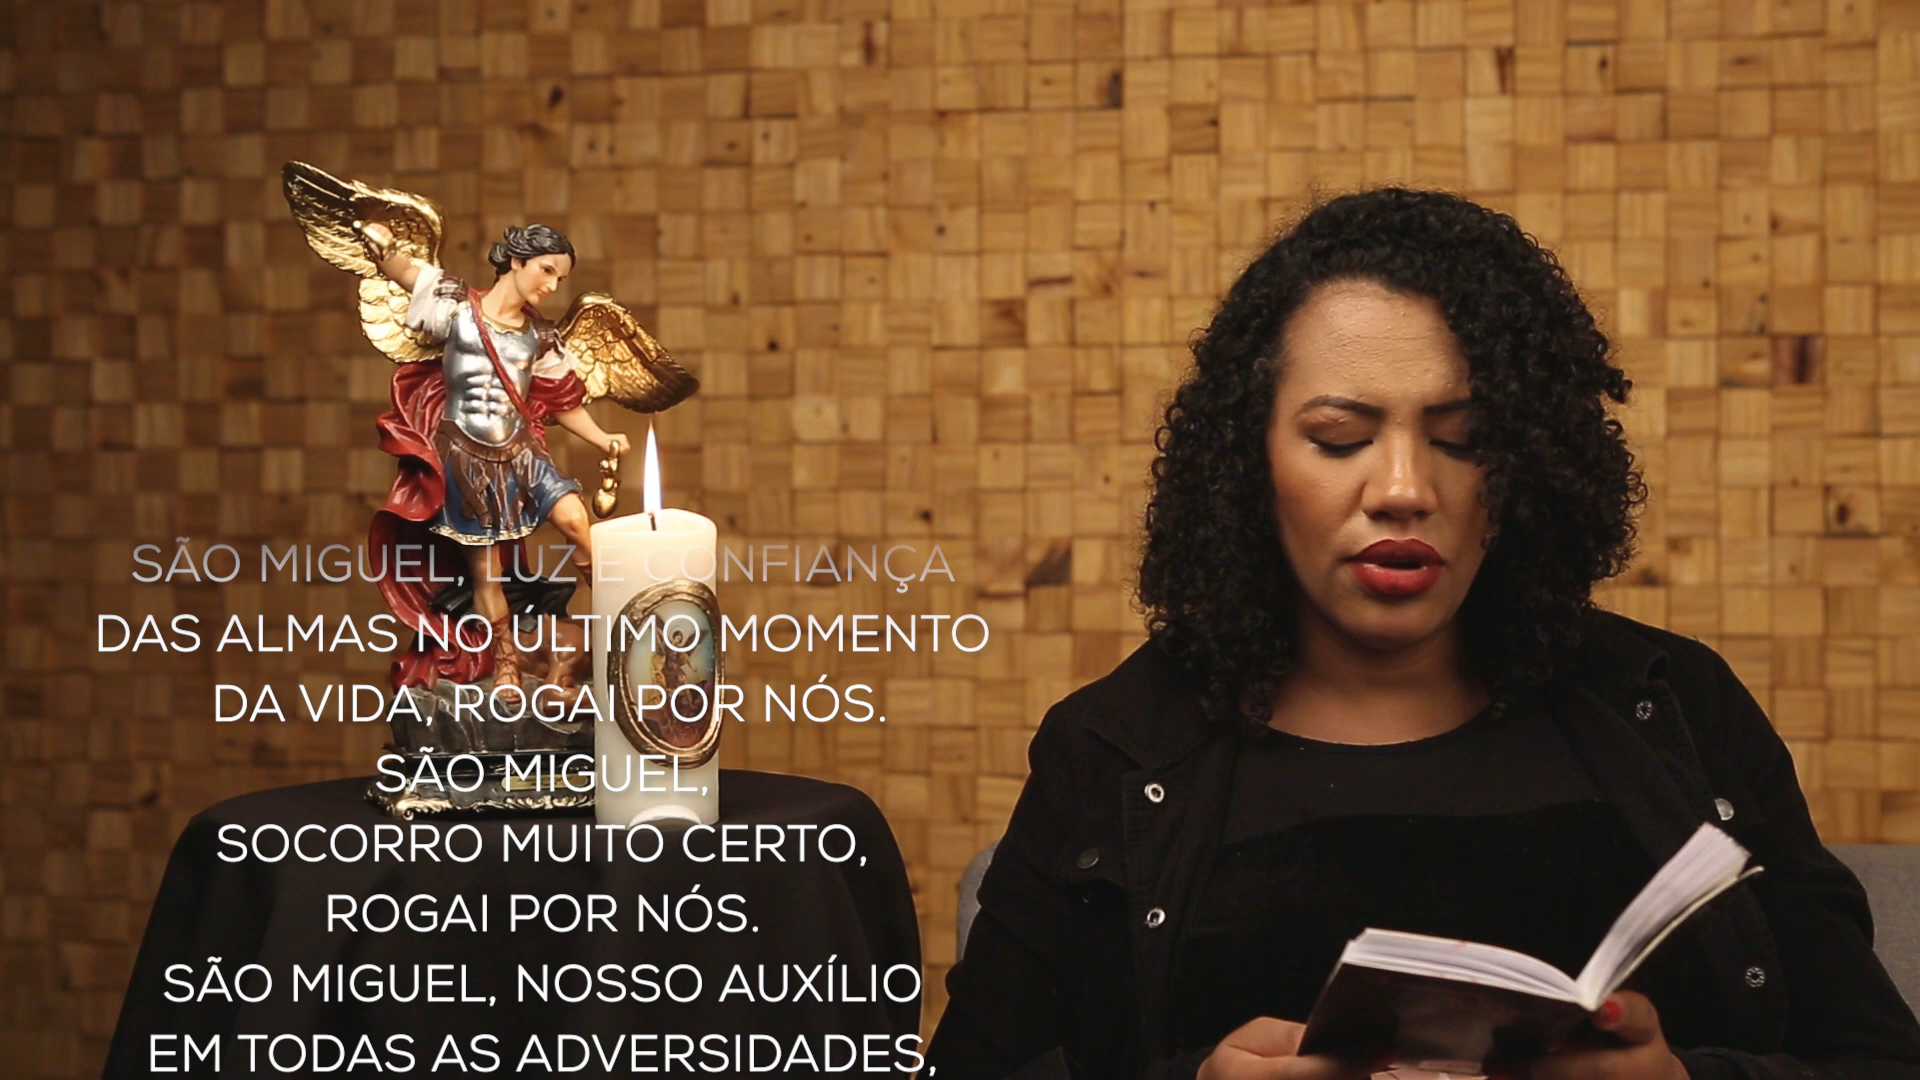 SÃO MIGUEL, LUZ E CONFIANÇA
DAS ALMAS NO ÚLTIMO MOMENTO
DA VIDA, ROGAI POR NÓS.
SÃO MIGUEL,
SOCORRO MUITO CERTO,
ROGAI POR NÓS.
SÃO MIGUEL, NOSSO AUXÍLIO
EM TODAS AS ADVERSIDADES,